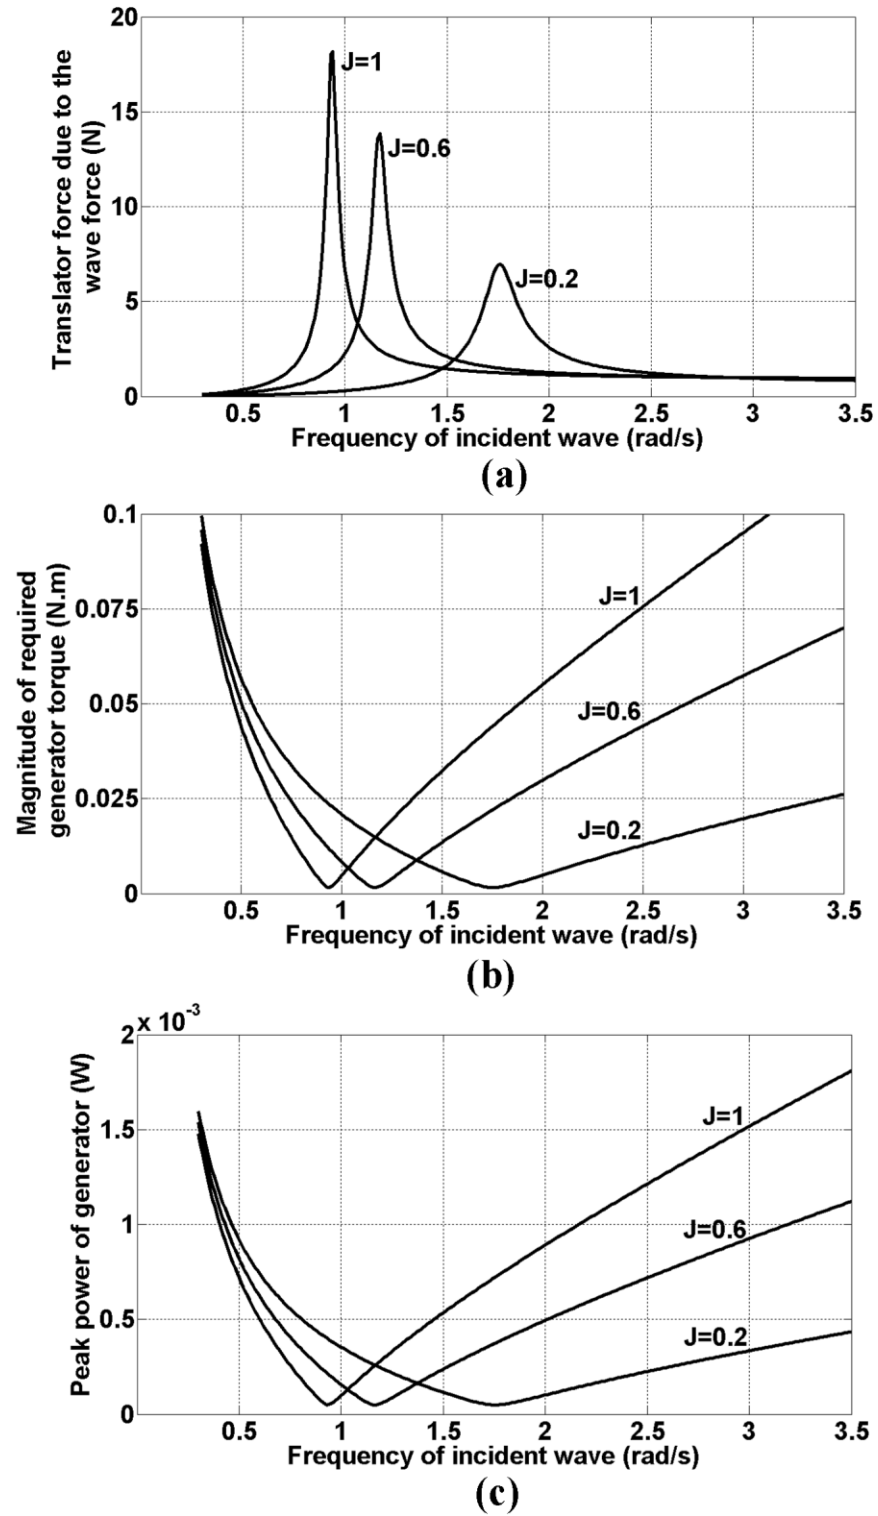 Translator force due to the
wave force (N)
20
15
10
5
0
J=1
J=0.6
J=0.2
0.5 1 1.5 2 2.5 3 3.5
Frequency of incident wave (rad/s)
(a)
Magnitude of required
generator torque (N.m)
0.1
0.075
0.05
0.025
0
J=1
J=0.6
J=0.2
0.5 1 1.5 2 2.5 3 3.5
Frequency of incident wave (rad/s)
(b)
Peak power of generator (W)
2 x 10⁻³
1.5
1
0.5
0
J=1
J=0.6
J=0.2
0.5 1 1.5 2 2.5 3 3.5
Frequency of incident wave (rad/s)
(c)